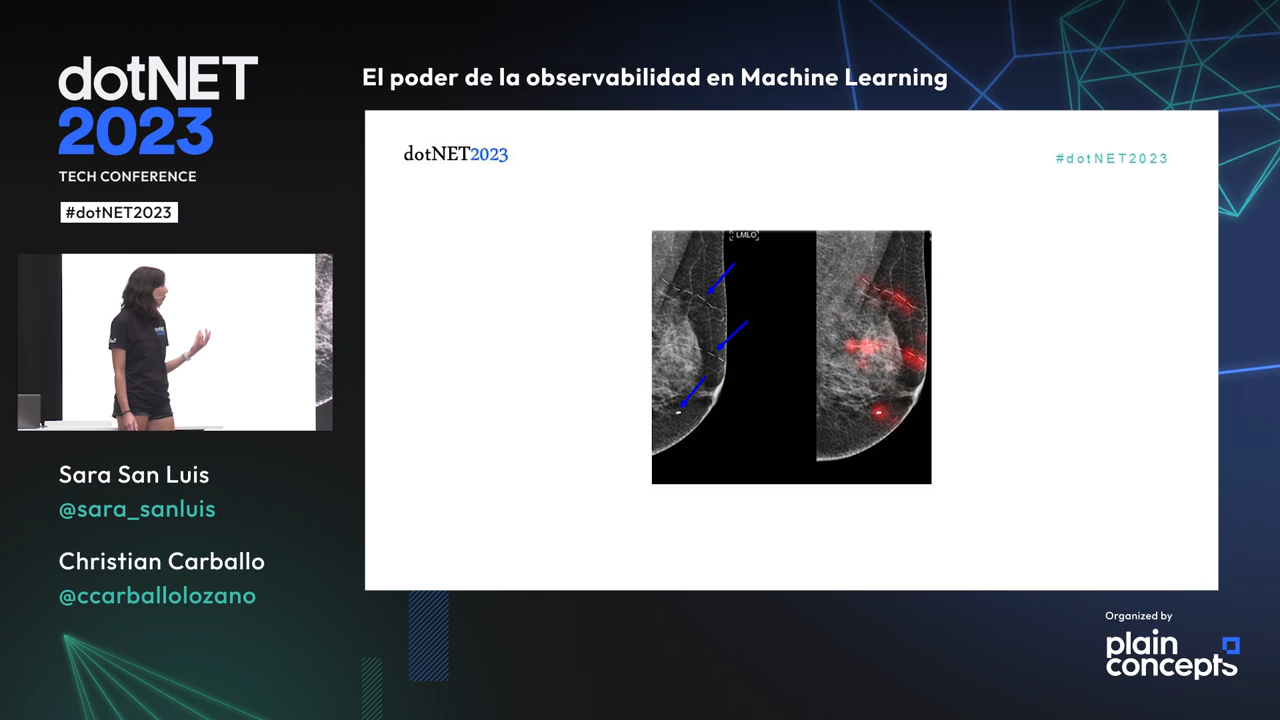 dotNET
2023
TECH CONFERENCE
#dotNET2023
El poder de la observabilidad en Machine Learning
dotNET2023
#dotNET2023
LMLO
Sara San Luis
@sara_sanluis
Christian Carballo
@ccarballolozano
Organized by
plain
concepts